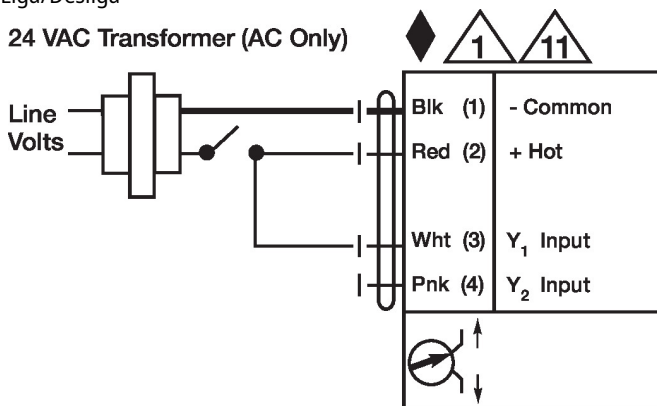 Liga/Desliga
24 VAC Transformer (AC Only)
1
11
Line
Volts
Blk (1) - Common
Red (2) + Hot
Wht (3) Y1 Input
Pnk (4) Y2 Input